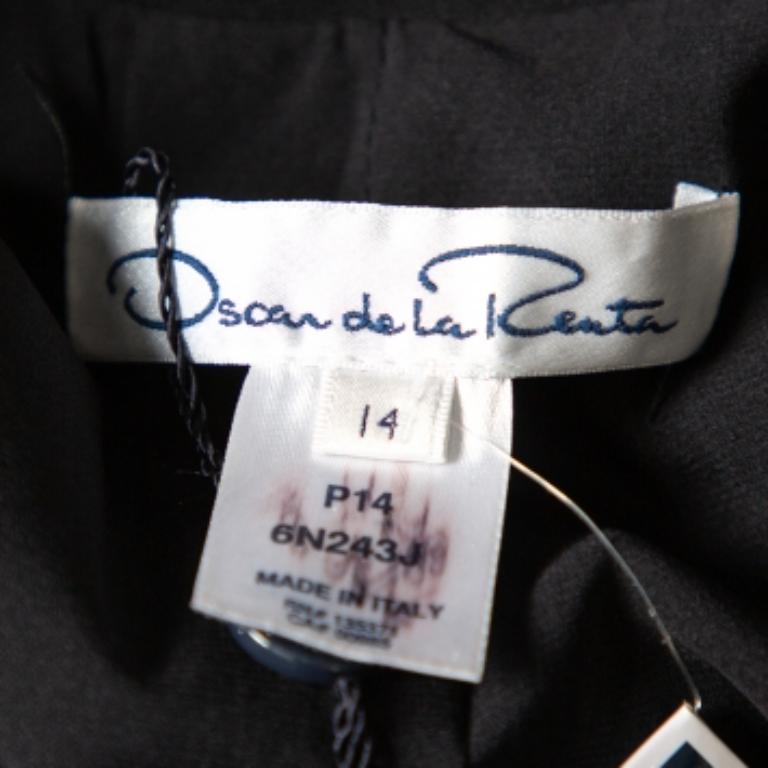 Oscar de la Renta
14
P14
6N243J
MADE IN ITALY